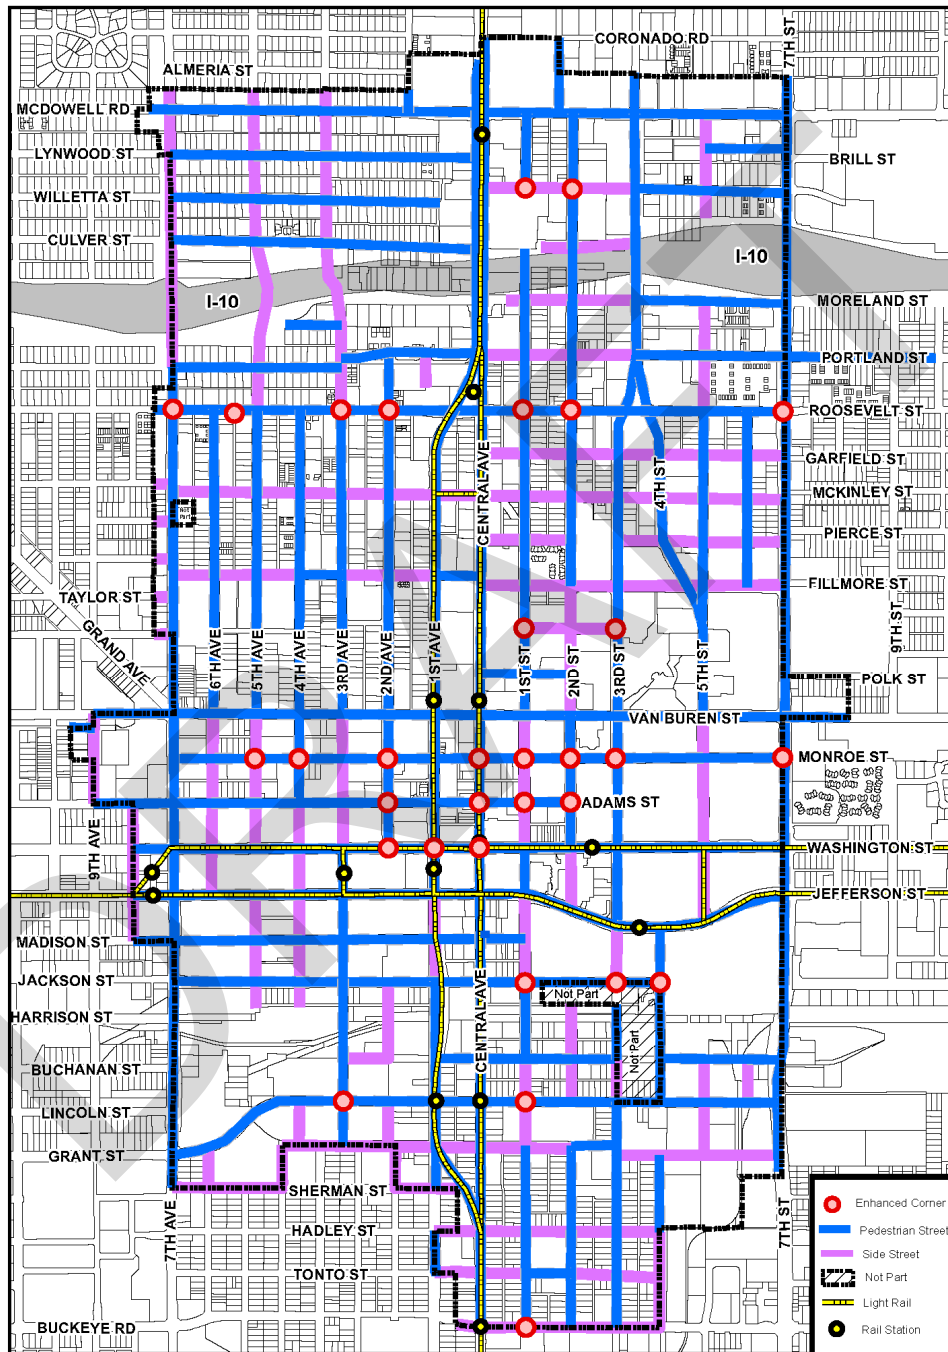 CORONADO RD
7TH ST
ALMERIA ST
MCDOWELL RD
LYNWOOD ST
BRILL ST
WILLETTA ST
CULVER ST
I-10
I-10
MORELAND ST
PORTLAND ST
ROOSEVELT ST
CENTRAL AVE
4TH ST
GARFIELD ST
MCKINLEY ST
Not Part
PIERCE ST
FILLMORE ST
TAYLOR ST
GRAND AVE
9TH ST
6TH AVE
5TH AVE
4TH AVE
3RD AVE
2ND AVE
1ST AVE
1ST ST
2ND ST
3RD ST
5TH ST
POLK ST
VAN BUREN ST
MONROE ST
ADAMS ST
9TH AVE
WASHINGTON ST
JEFFERSON ST
MADISON ST
JACKSON ST
CENTRAL AVE
Not Part
HARRISON ST
Not Part
BUCHANAN ST
LINCOLN ST
GRANT ST
SHERMAN ST
7TH AVE
HADLEY ST
7TH ST
TONTO ST
BUCKEYE RD
Enhanced Corner
Pedestrian Street
Side Street
Not Part
Light Rail
Rail Station
DRAFT